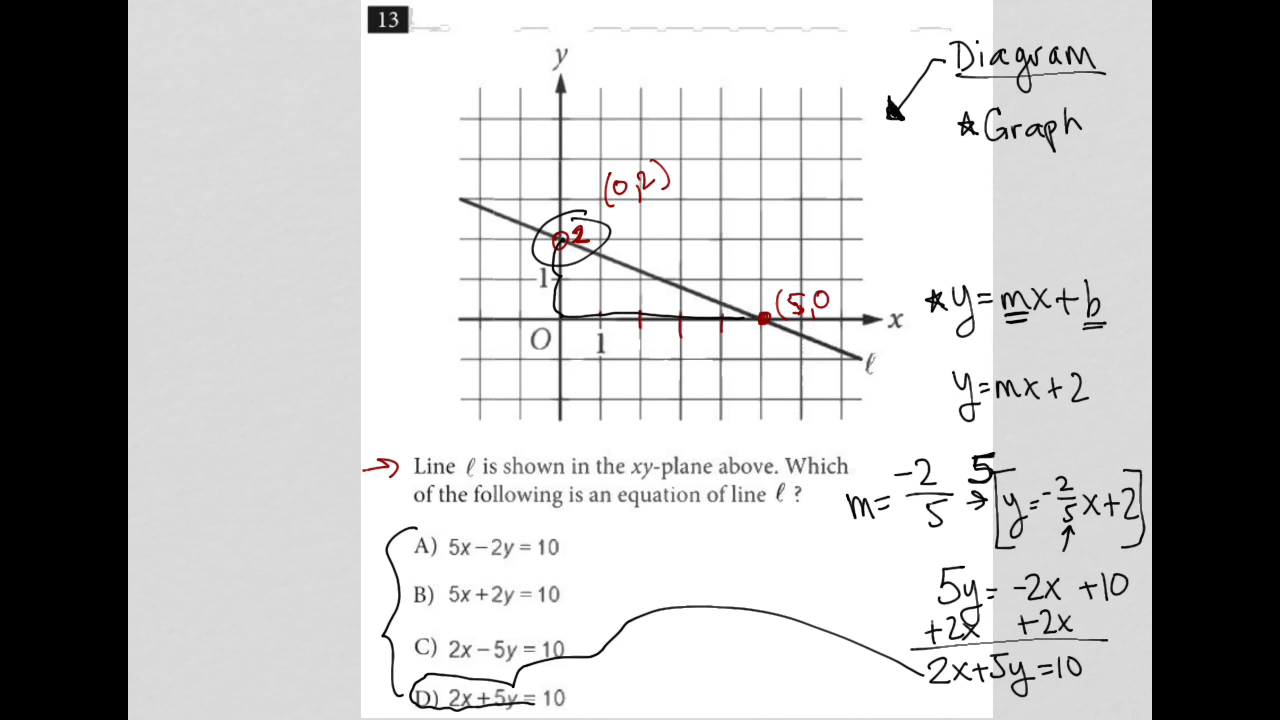 13
y
Diagram
*Graph
(0,2)
2
1
(5,0
x
O
1
ℓ
*y=mx+b
y=mx+2
Line ℓ is shown in the xy-plane above. Which
of the following is an equation of line ℓ ?
m= -2/5 → 5[y=-2/5x+2]
A) 5x−2y = 10
B) 5x+2y = 10
C) 2x−5y = 10
D) 2x+5y = 10
5y= -2x +10
+2x +2x
2x+5y=10